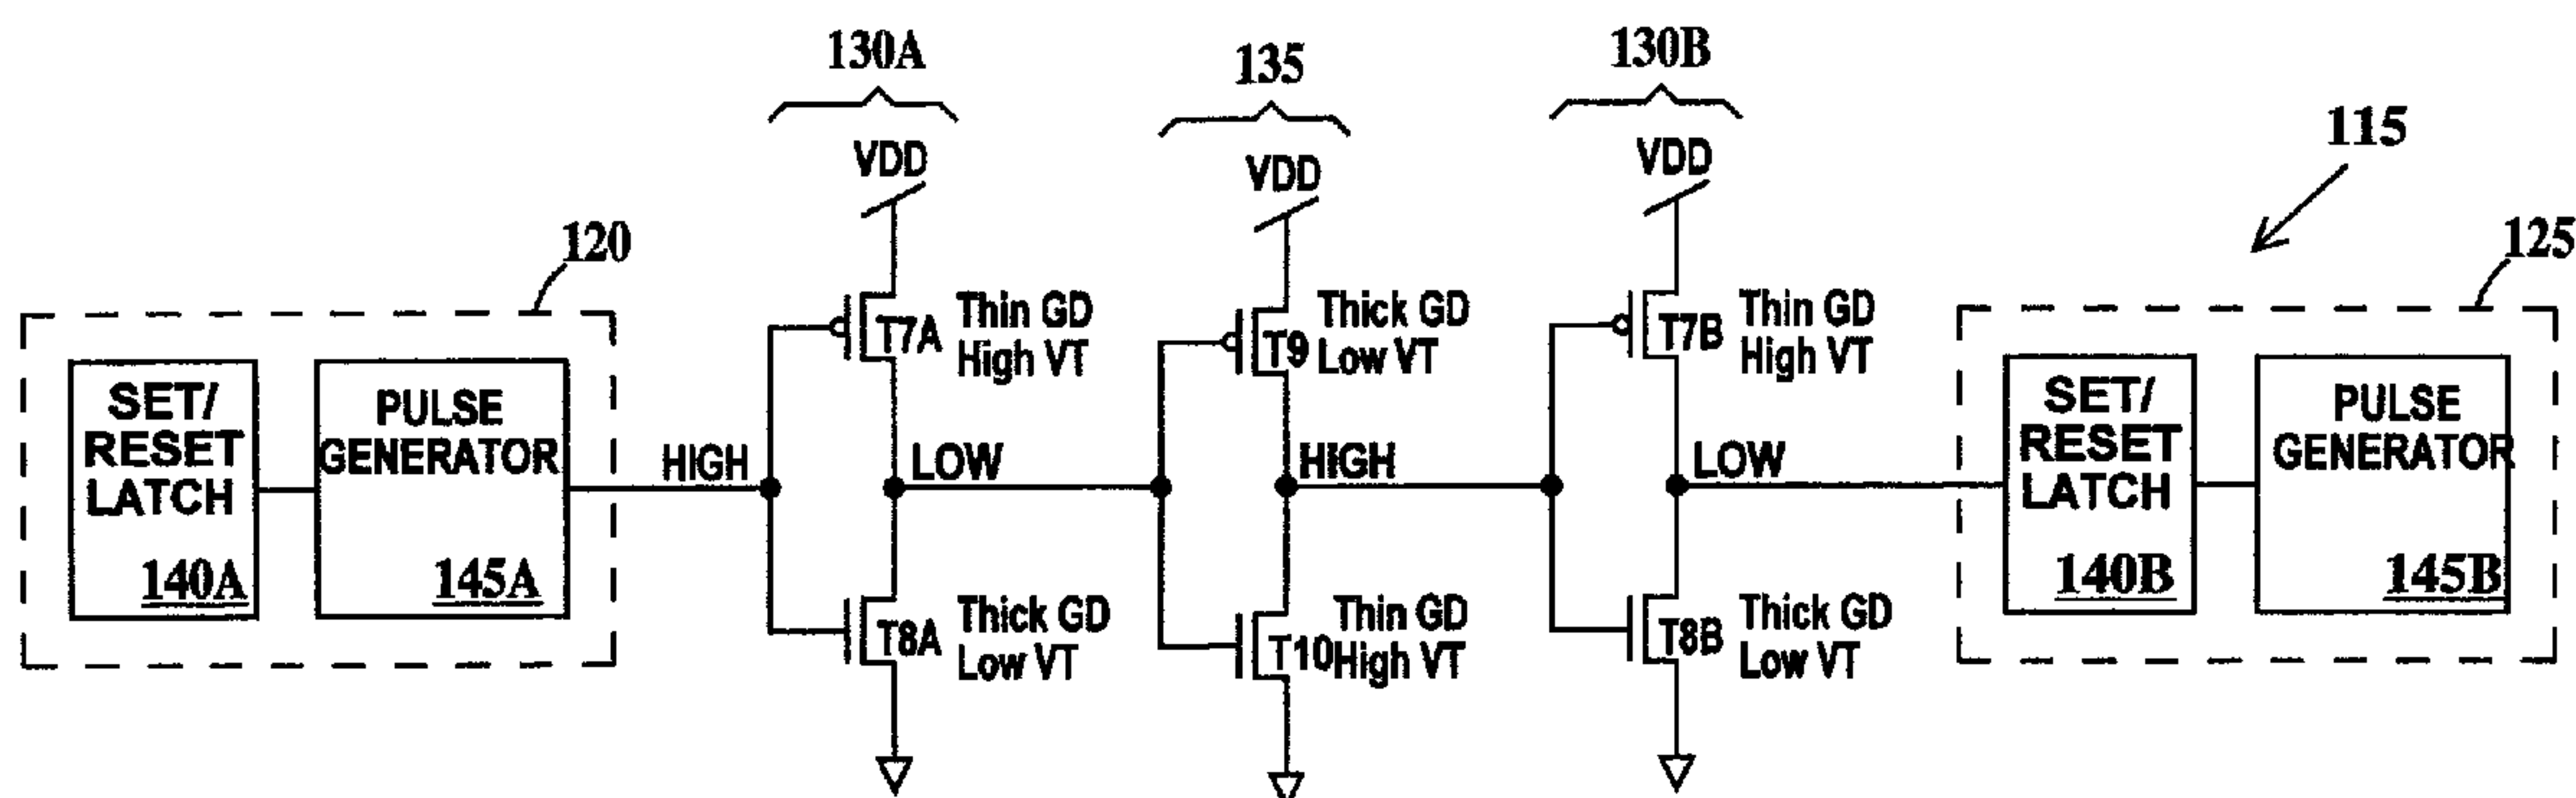 130A
135
130B
115
VDD
VDD
VDD
120
125
SET/
RESET
LATCH
140A
PULSE
GENERATOR
145A
HIGH
T7A
Thin GD
High VT
LOW
T8A
Thick GD
Low VT
T9
Thick GD
Low VT
HIGH
T10
Thin GD
High VT
T7B
Thin GD
High VT
LOW
T8B
Thick GD
Low VT
SET/
RESET
LATCH
140B
PULSE
GENERATOR
145B